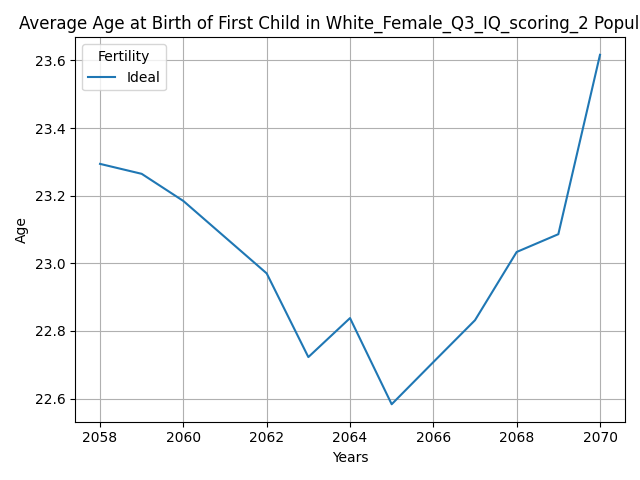 Average Age at Birth of First Child in White_Female_Q3_IQ_scoring_2 Popul
Fertility
Ideal
23.6
23.4
23.2
23.0
22.8
22.6
Age
2058 2060 2062 2064 2066 2068 2070
Years